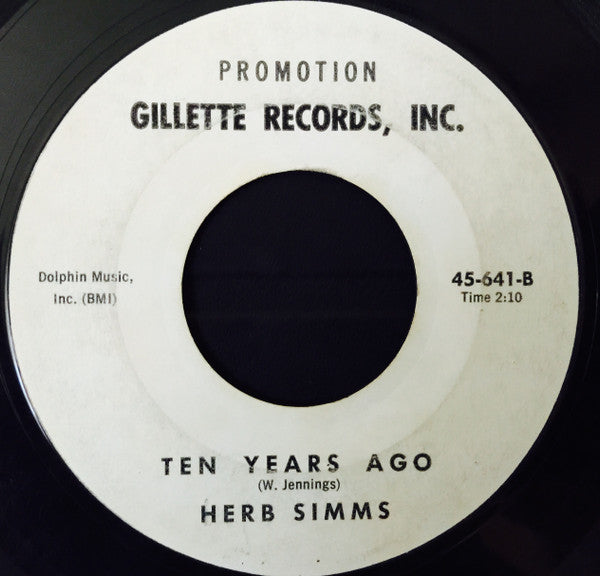 PROMOTION
GILLETTE RECORDS, INC.
Dolphin Music,
Inc. (BMI)
45-641-B
Time 2:10
TEN YEARS AGO
(W. Jennings)
HERB SIMMS